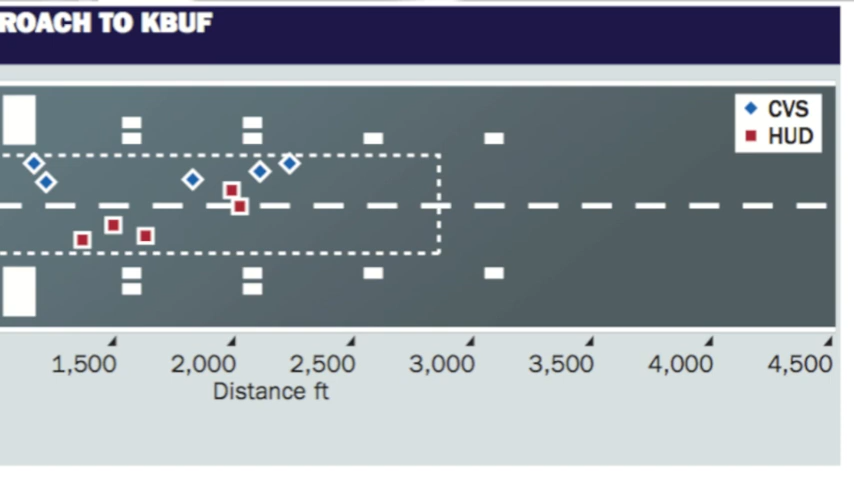 ROACH TO KBUF
CVS
HUD
1,500 2,000 2,500 3,000 3,500 4,000 4,500
Distance ft